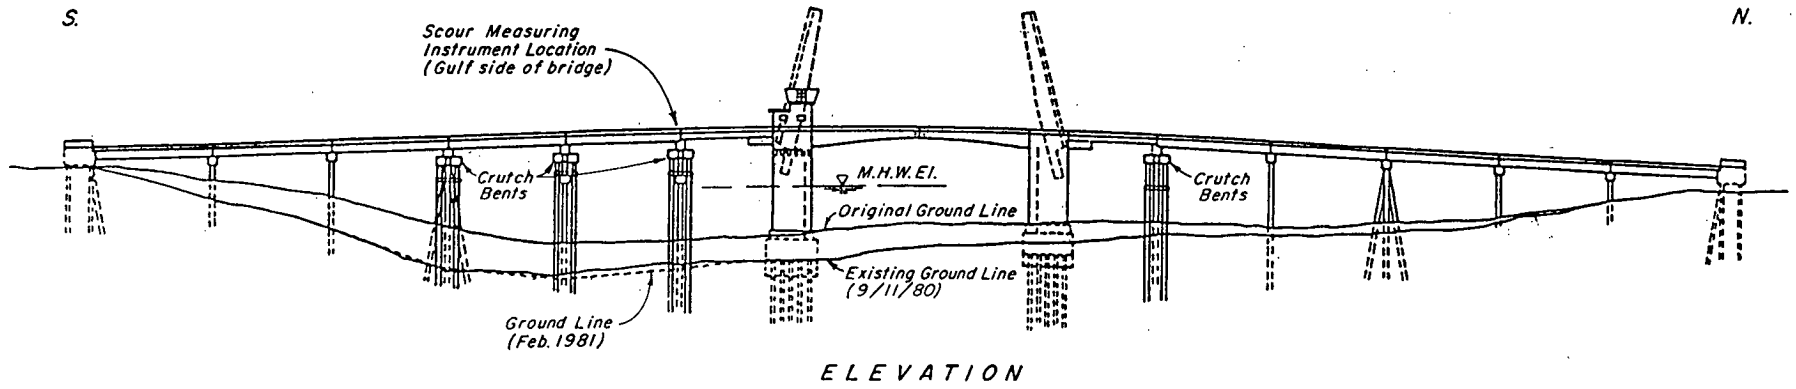 S.
N.
Scour Measuring
Instrument Location
(Gulf side of bridge)
M.H.W. El.
Crutch
Bents
Crutch
Bents
Original Ground Line
Existing Ground Line
(9/11/80)
Ground Line
(Feb. 1981)
ELEVATION